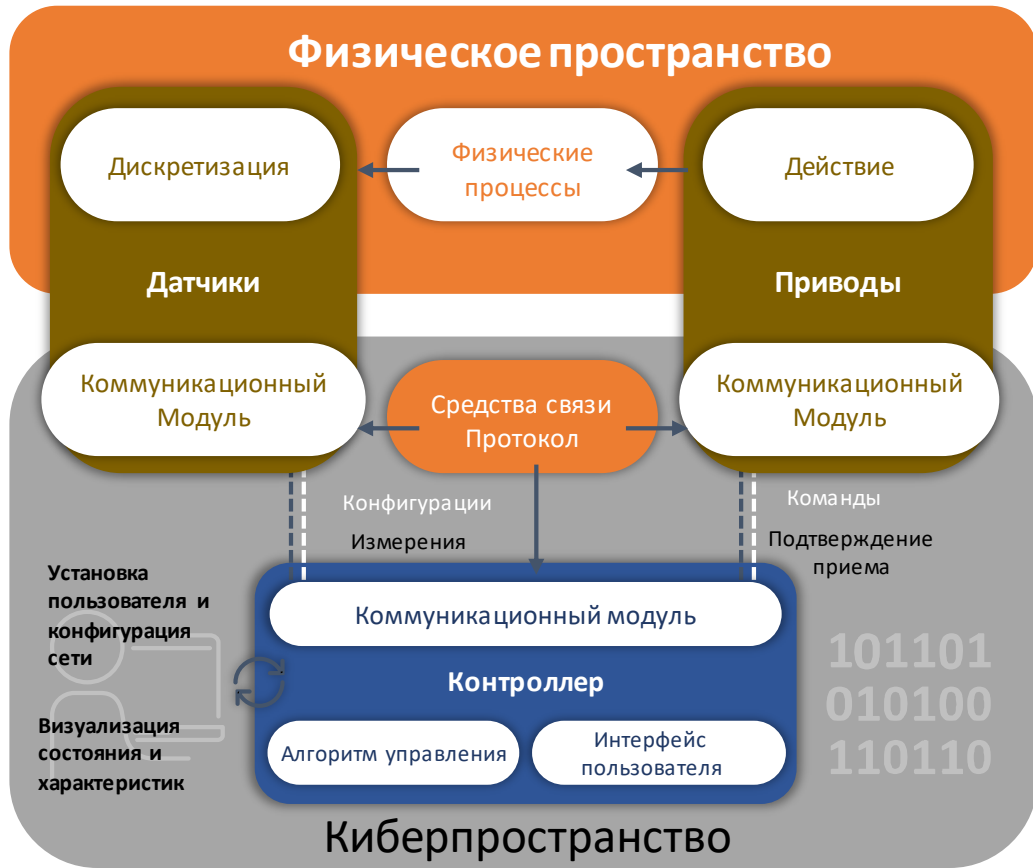 Физическое пространство
Дискретизация
Физические
процессы
Действие
Датчики
Приводы
Коммуникационный
Модуль
Средства связи
Протокол
Коммуникационный
Модуль
Конфигурации
Измерения
Команды
Подтверждение
приема
Установка
пользователя и
конфигурация
сети
Визуализация
состояния и
характеристик
Коммуникационный модуль
Контроллер
Алгоритм управления
Интерфейс
пользователя
101101
010100
110110
Киберпространство